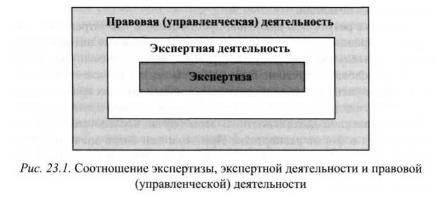 Правовая (управленческая) деятельность
Экспертная деятельность
Экспертиза
Рис. 23.1. Соотношение экспертизы, экспертной деятельности и правовой
(управленческой) деятельности